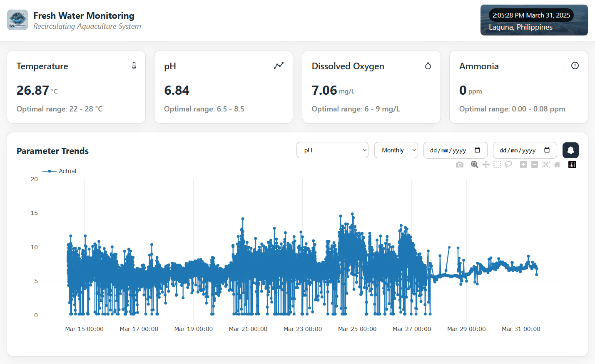 Fresh Water Monitoring
Recirculating Aquaculture System
2:05:28 PM March 31, 2025
Laguna, Philippines
Temperature
26.87 °C
Optimal range: 22 - 28 °C
pH
6.84
Optimal range: 6.5 - 8.5
Dissolved Oxygen
7.06 mg/L
Optimal range: 6 - 9 mg/L
Ammonia
0 ppm
Optimal range: 0.00 - 0.08 ppm
Parameter Trends
pH
Monthly
dd/mm/yyyy
dd/mm/yyyy
Actual
20
15
10
5
0
Mar 15 00:00
Mar 17 00:00
Mar 19 00:00
Mar 21 00:00
Mar 23 00:00
Mar 25 00:00
Mar 27 00:00
Mar 29 00:00
Mar 31 00:00